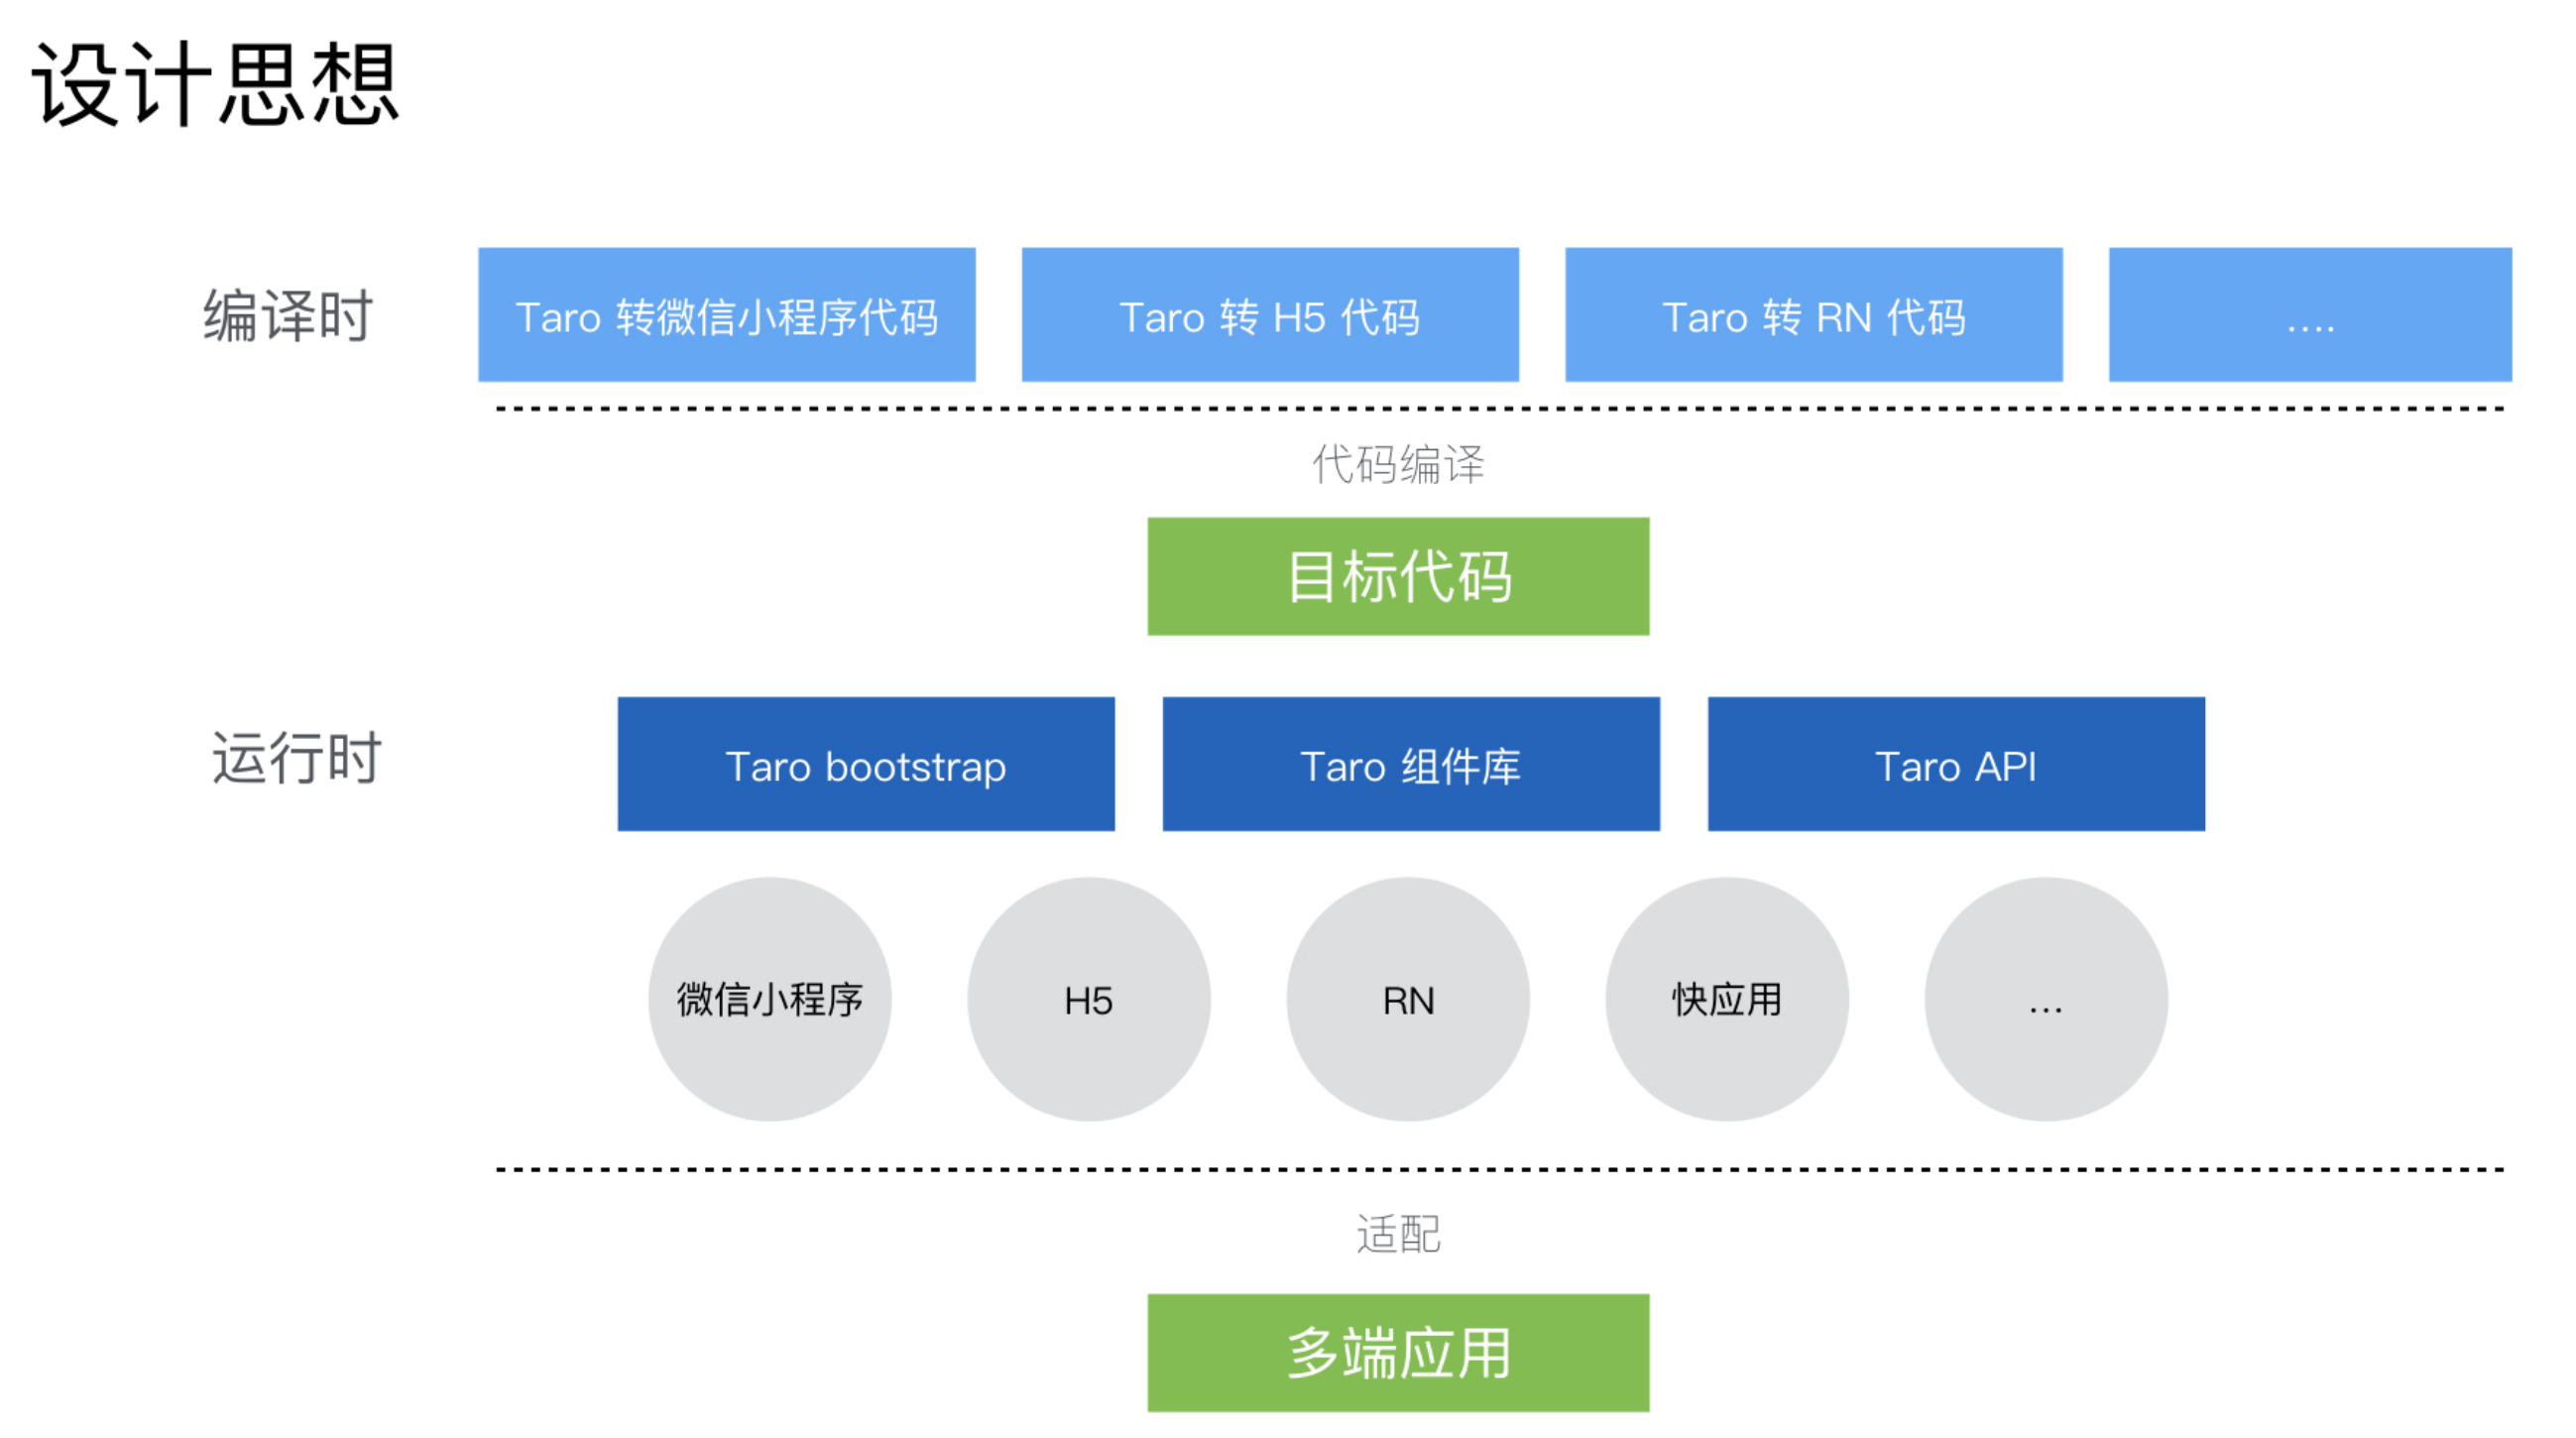 设计思想
编译时
Taro 转微信小程序代码
Taro 转 H5 代码
Taro 转 RN 代码
....
代码编译
目标代码
运行时
Taro bootstrap
Taro 组件库
Taro API
微信小程序
H5
RN
快应用
...
适配
多端应用